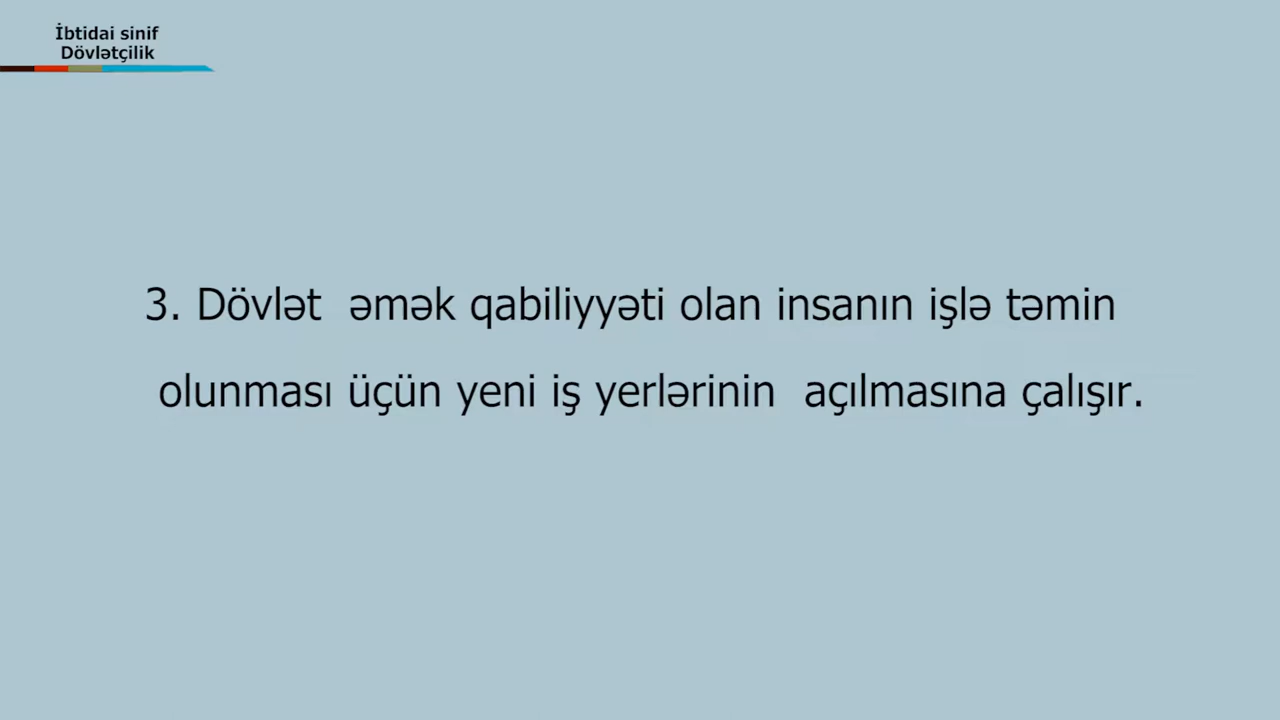 İbtidai sinif
Dövlətçilik
3. Dövlət əmək qabiliyyəti olan insanın işlə təmin
olunması üçün yeni iş yerlərinin açılmasına çalışır.